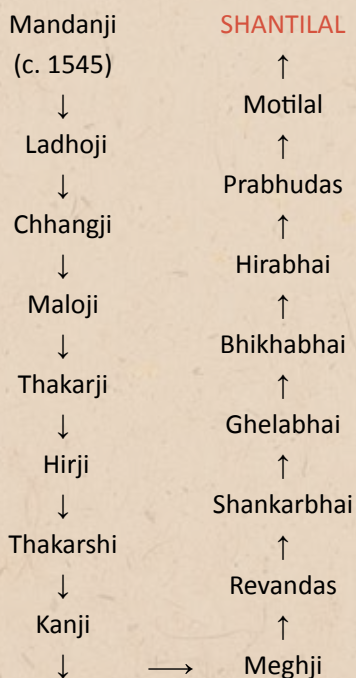 Mandanji
(c. 1545)
↓
Ladhoji
↓
Chhangji
↓
Maloji
↓
Thakarji
↓
Hirji
↓
Thakarshi
↓
Kanji
↓
→
Meghji
↑
Revandas
↑
Shankarbhai
↑
Ghelabhai
↑
Bhikhabhai
↑
Hirabhai
↑
Prabhudas
↑
Motilal
↑
SHANTILAL